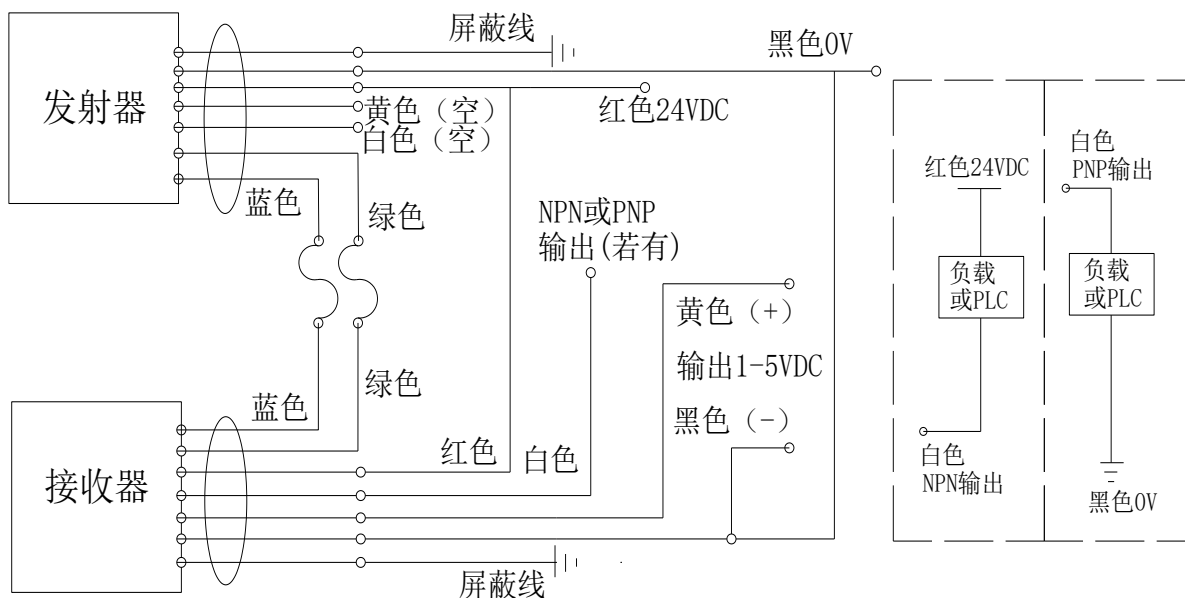 屏蔽线
黑色0V
发射器
黄色（空）
红色24VDC
白色（空）
白色
PNP输出
红色24VDC
蓝色
绿色
NPN或PNP
输出(若有)
负载
或PLC
负载
或PLC
黄色（+）
输出1-5VDC
绿色
蓝色
黑色（-）
红色
白色
接收器
白色
NPN输出
黑色0V
屏蔽线